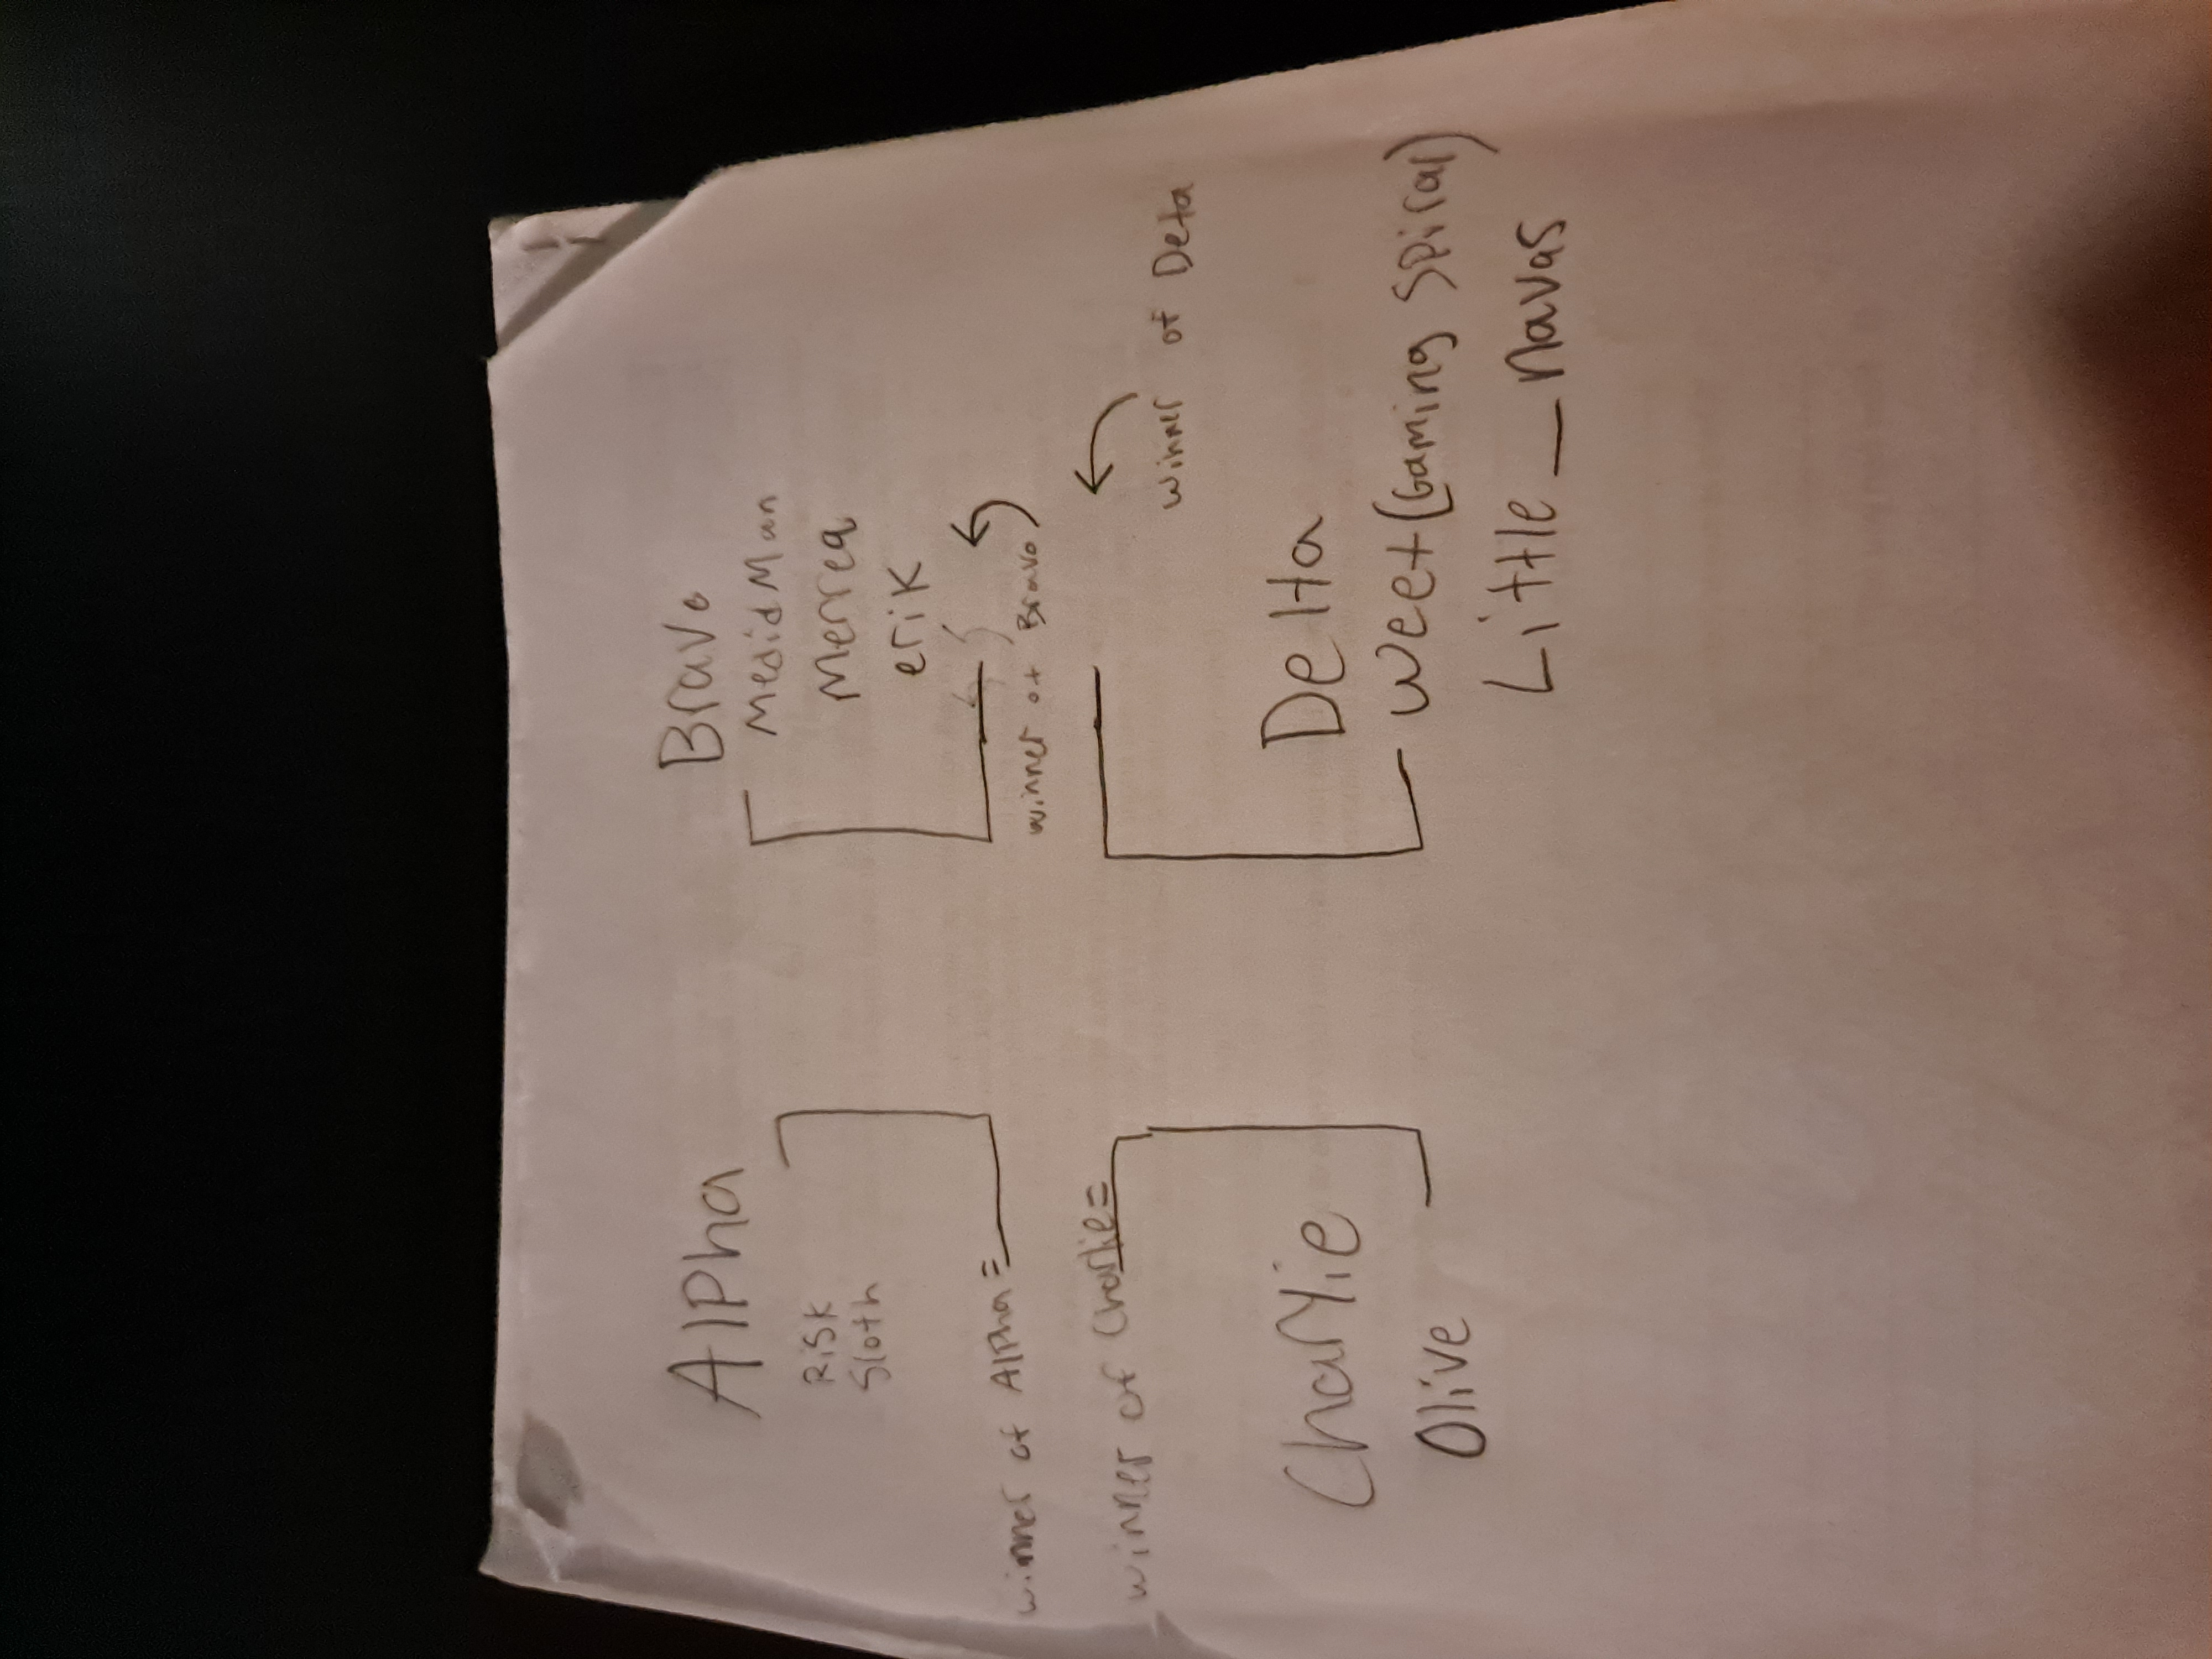 Alpha
Risk
Sloth
winner of Alpha=
Bravo
MedidMan
Merrea
erik
winner of Bravo
winner of Charlie=
Charlie
Olive
winner of Deta
Delta
Weet(Gaming Spiral)
Little_navas